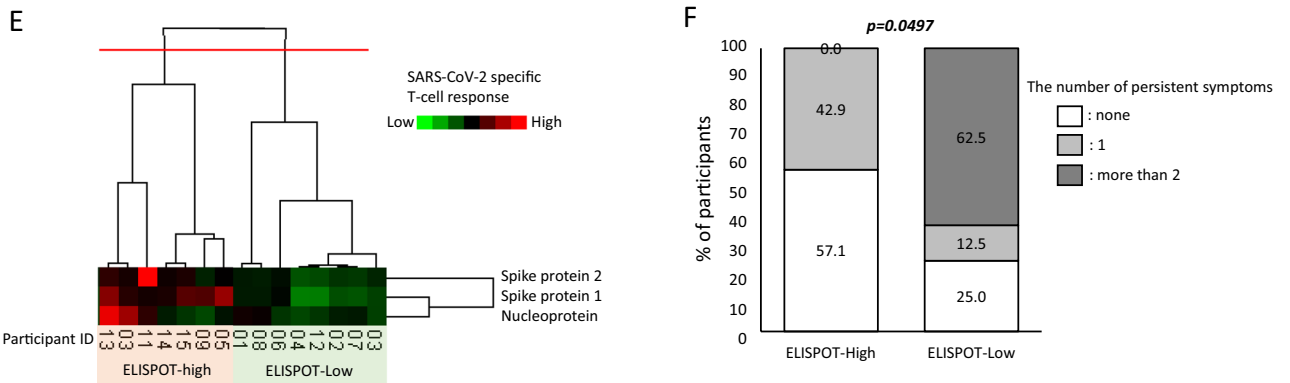 E
SARS-CoV-2 specific
T-cell response
Low High
Spike protein 2
Spike protein 1
Nucleoprotein
Participant ID
13 03 11 14 15 09 05 01 08 06 04 12 02 07 03
ELISPOT-high ELISPOT-Low
F
p=0.0497
% of participants
100
90
80
70
60
50
40
30
20
10
0
0.0
42.9
57.1
62.5
12.5
25.0
ELISPOT-High ELISPOT-Low
The number of persistent symptoms
: none
: 1
: more than 2